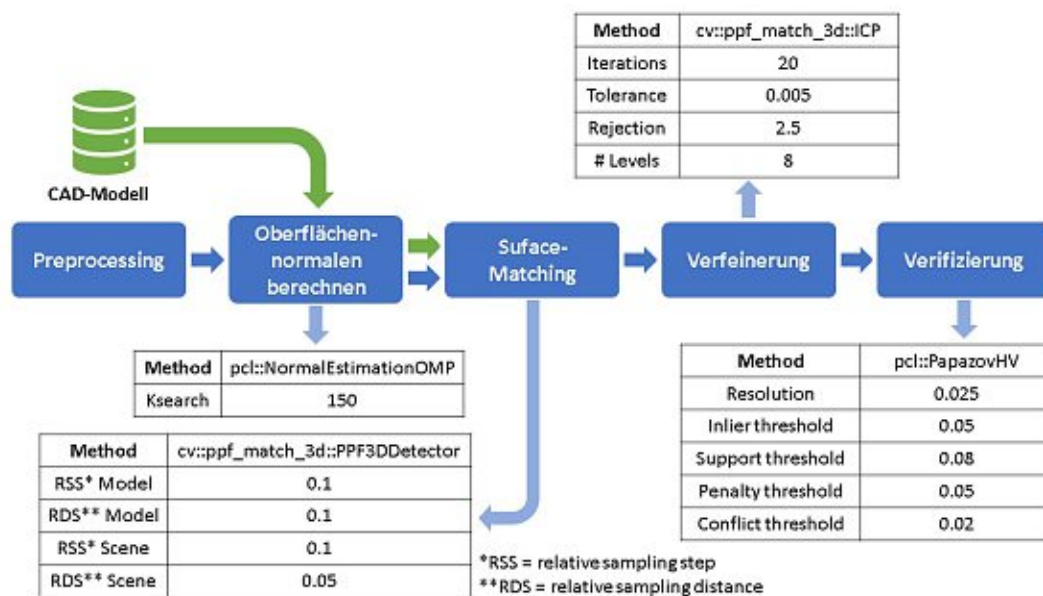 Method cv::ppf_match_3d::ICP
Iterations 20
Tolerance 0.005
Rejection 2.5
# Levels 8
CAD-Modell
Preprocessing
Oberflächen-
normalen
berechnen
Suface-
Matching
Verfeinerung
Verifizierung
Method pcl::NormalEstimationOMP
Ksearch 150
Method cv::ppf_match_3d::PPF3DDetector
RSS* Model 0.1
RDS** Model 0.1
RSS* Scene 0.1
RDS** Scene 0.05
*RSS = relative sampling step
**RDS = relative sampling distance
Method pcl::PapazovHV
Resolution 0.025
Inlier threshold 0.05
Support threshold 0.08
Penalty threshold 0.05
Conflict threshold 0.02